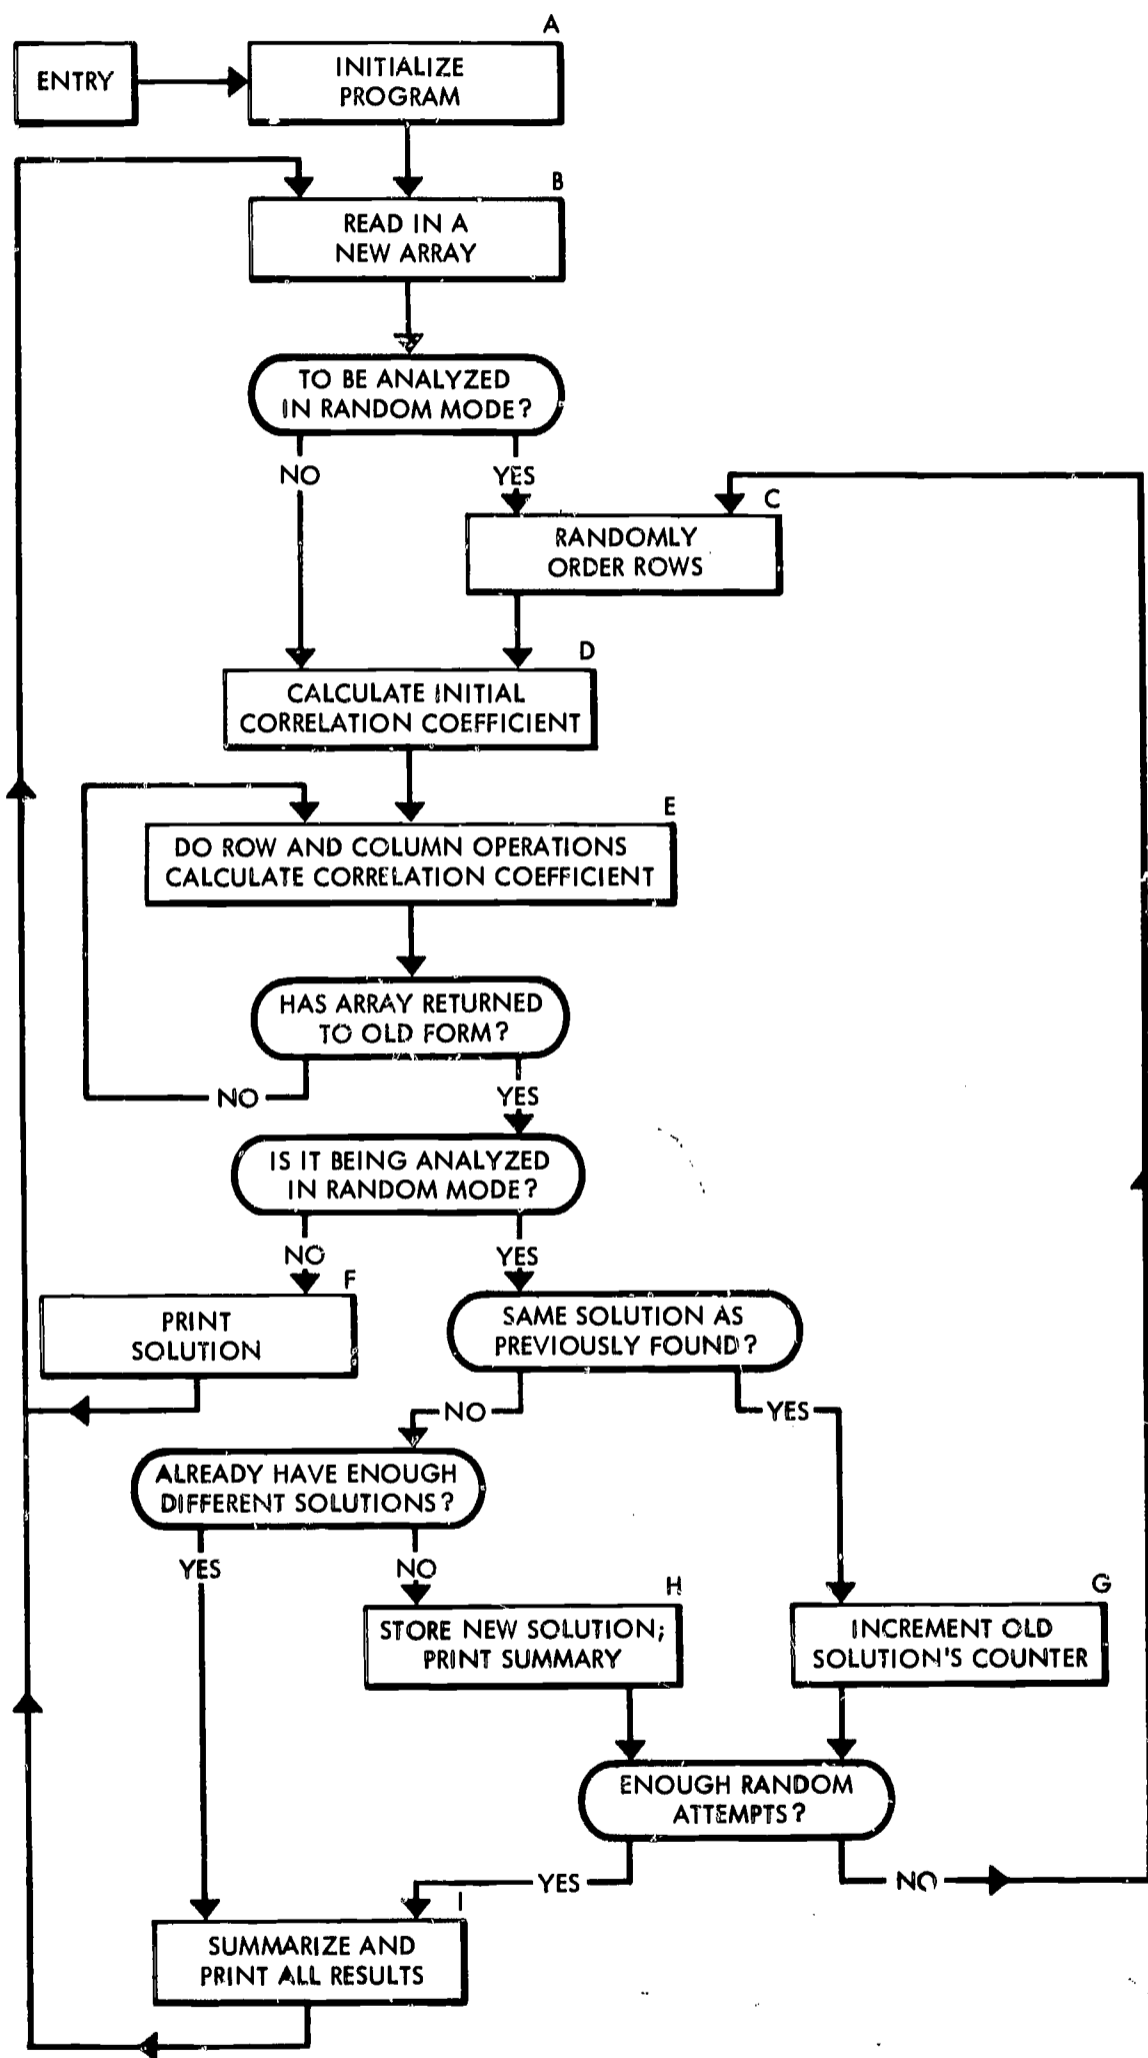 A
ENTRY
INITIALIZE
PROGRAM
B
READ IN A
NEW ARRAY
TO BE ANALYZED
IN RANDOM MODE?
NO
YES
C
RANDOMLY
ORDER ROWS
D
CALCULATE INITIAL
CORRELATION COEFFICIENT
E
DO ROW AND COLUMN OPERATIONS
CALCULATE CORRELATION COEFFICIENT
HAS ARRAY RETURNED
TO OLD FORM?
NO
YES
IS IT BEING ANALYZED
IN RANDOM MODE?
NO
YES
F
PRINT
SOLUTION
SAME SOLUTION AS
PREVIOUSLY FOUND?
NO
YES
ALREADY HAVE ENOUGH
DIFFERENT SOLUTIONS?
YES
NO
H
STORE NEW SOLUTION;
PRINT SUMMARY
G
INCREMENT OLD
SOLUTION'S COUNTER
ENOUGH RANDOM
ATTEMPTS?
YES
NO
I
SUMMARIZE AND
PRINT ALL RESULTS